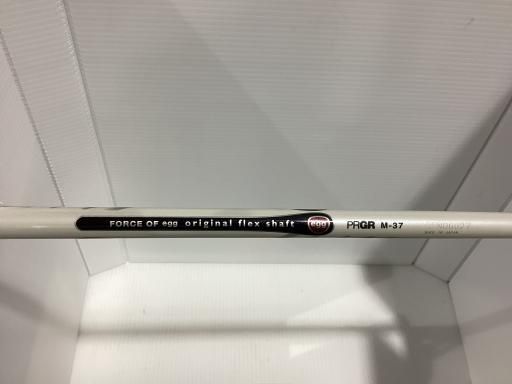 FORCE OF egg original flex shaft egg PRGR M-37
MADE IN JAPAN